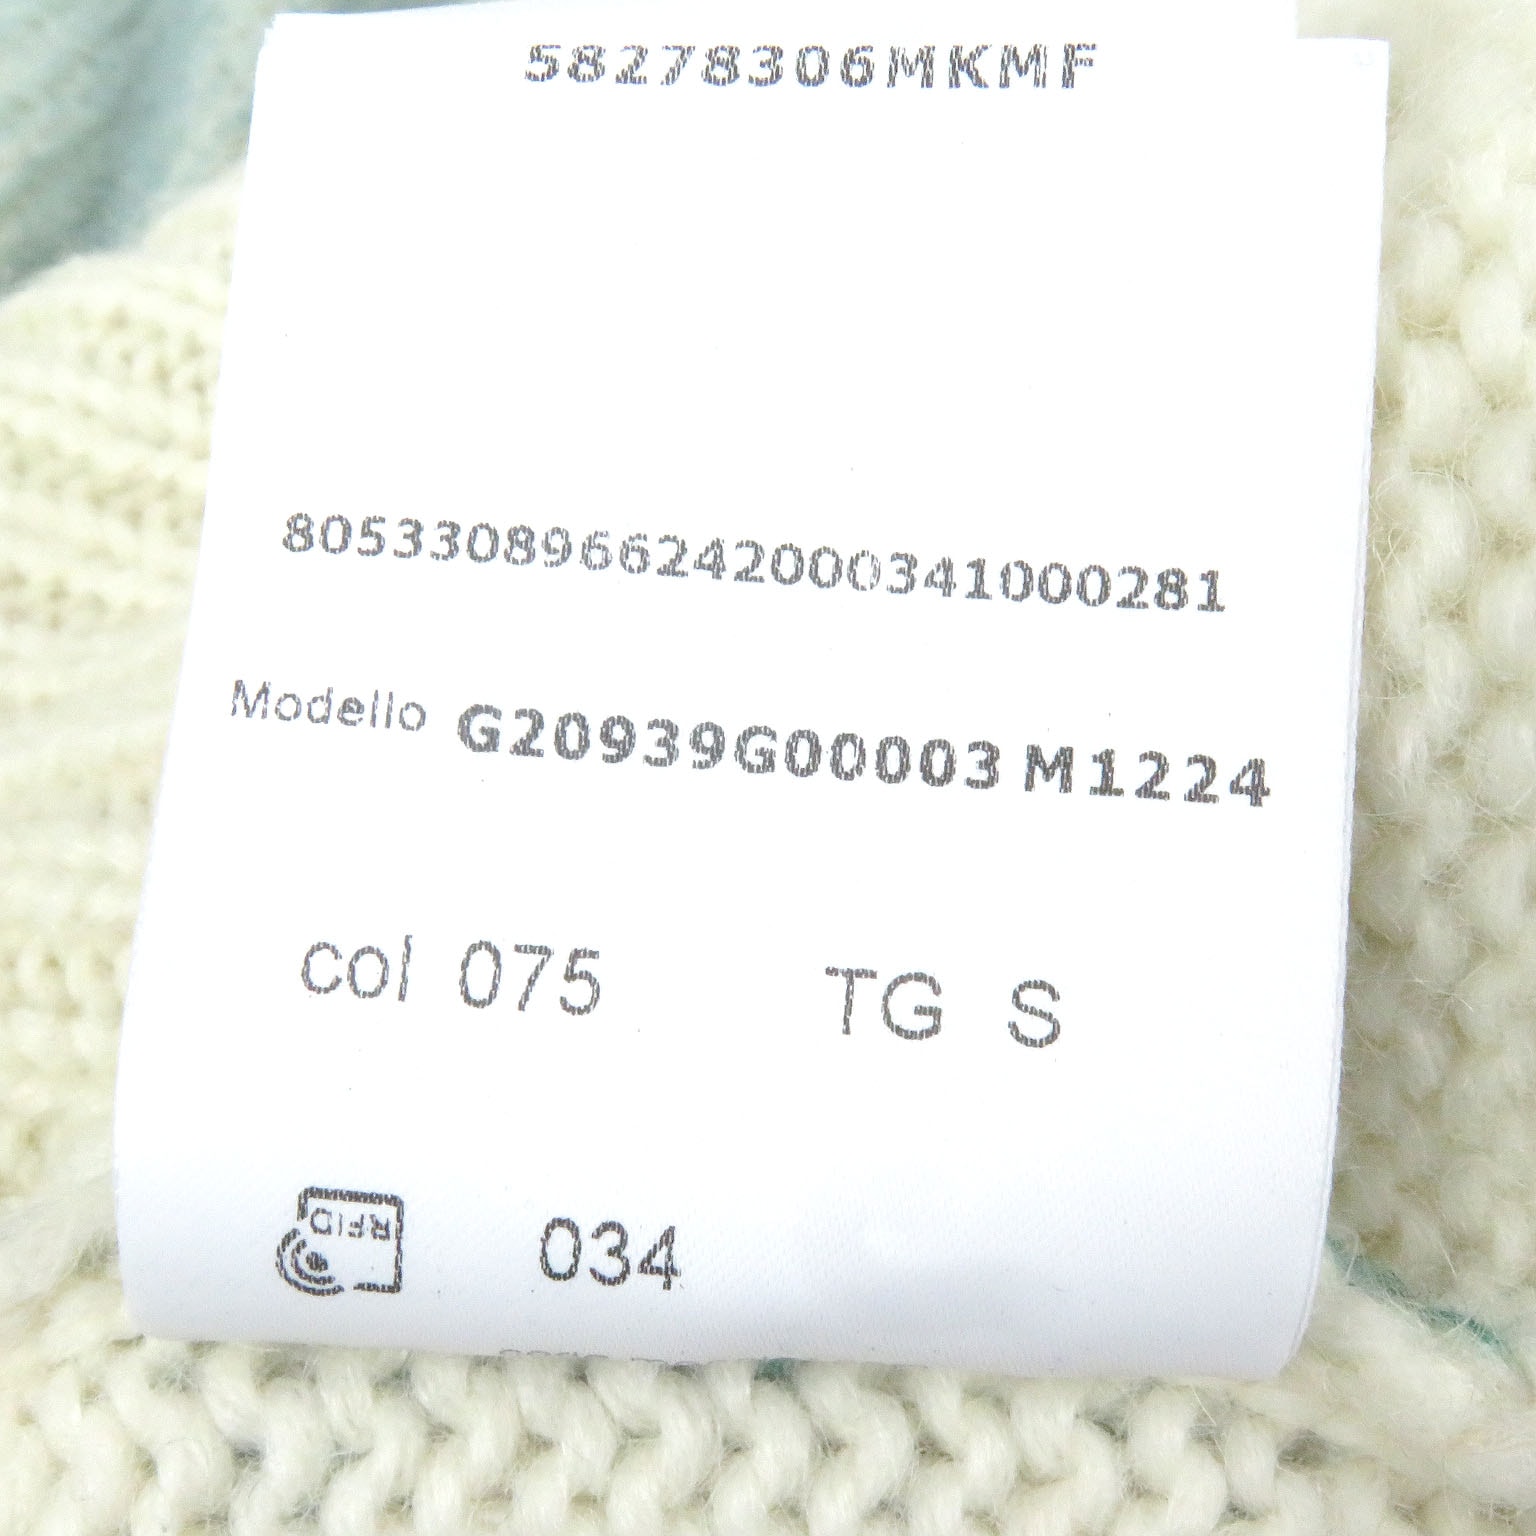 58278306MKMF
8053308966242000341000281
Modello G20939G00003 M1224
col 075 TG S
RFID 034